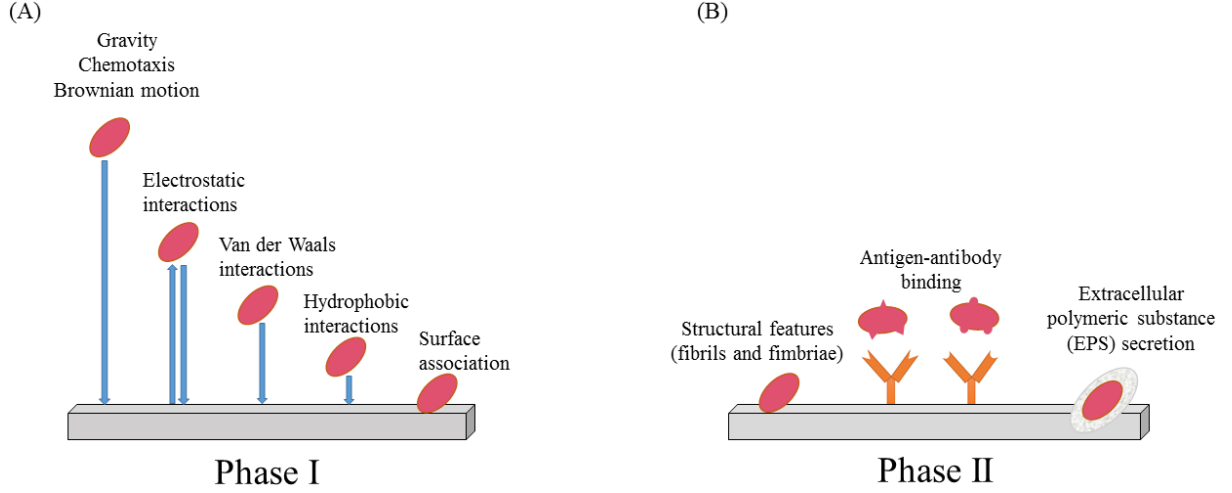 (A)
Gravity
Chemotaxis
Brownian motion
Electrostatic
interactions
Van der Waals
interactions
Hydrophobic
interactions
Surface
association
Phase I
(B)
Structural features
(fibrils and fimbriae)
Antigen-antibody
binding
Extracellular
polymeric substance
(EPS) secretion
Phase II